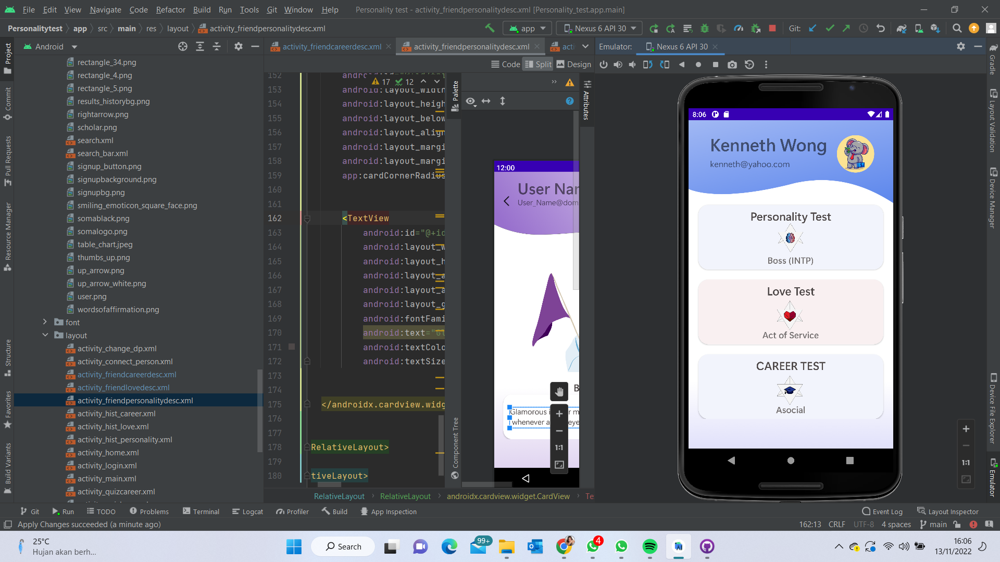 File Edit View Navigate Code Refactor Build Run Tools Git Window Help Personality test - activity_friendpersonalitydesc.xml [Personality_test.app.main]
Personalitytest app src main res layout activity_friendpersonalitydesc.xml app Nexus 6 API 30 Git:
Android
activity_friendcareerdesc.xml activity_friendpersonalitydesc.xml acti
Emulator: Nexus 6 API 30
Code Split Design
Project
Commit
Pull Requests
Resource Manager
Structure
Favorites
Build Variants
rectangle_34.png
rectangle_4.png
rectangle_5.png
results_historybg.png
rightarrow.png
scholar.png
search.xml
search_bar.xml
signup_button.png
signupbackground.png
signupbg.png
smiling_emoticon_square_face.png
somablack.png
somalogo.png
table_chart.jpeg
thumbs_up.png
up_arrow.png
up_arrow_white.png
user.png
wordsofaffirmation.png
font
layout
activity_change_dp.xml
activity_connect_person.xml
activity_friendcareerdesc.xml
activity_friendlovedesc.xml
activity_friendpersonalitydesc.xml
activity_hist_career.xml
activity_hist_love.xml
activity_hist_personality.xml
activity_home.xml
activity_login.xml
activity_main.xml
activity_quizcareer.xml
17 12
152
153 android:layout_width
154 android:layout_heigh
155 android:layout_below
156 android:layout_align
157 android:layout_margi
158 android:layout_margi
159 app:cardCornerRadius
160
161
162 <TextView
163 android:id="@+id
164 android:layout_w
165 android:layout_h
166 android:layout_a
167 android:layout_a
168 android:layout_g
169 android:fontFami
170 android:text="Gl
171 android:textColo
172 android:textSize
173
174
175 </androidx.cardview.widg
176
177
178 RelativeLayout>
179
180 tiveLayout>
Palette
Component Tree
Attributes
12:00
User Nam
User_Name@dom
B
Glamorous i r m
whenever a eye
1:1
RelativeLayout RelativeLayout androidx.cardview.widget.CardView Te
8:06
Kenneth Wong
kenneth@yahoo.com
Personality Test
Boss (INTP)
Love Test
Act of Service
CAREER TEST
Asocial
1:1
Gradle
Layout Validation
Device Manager
Device File Explorer
Emulator
Git Run TODO Problems Terminal Logcat Profiler Build App Inspection Event Log Layout Inspector
Apply Changes succeeded (a minute ago) 162:13 CRLF UTF-8 4 spaces main
25°C
Hujan akan berh...
Search
99+
4
16:06
13/11/2022